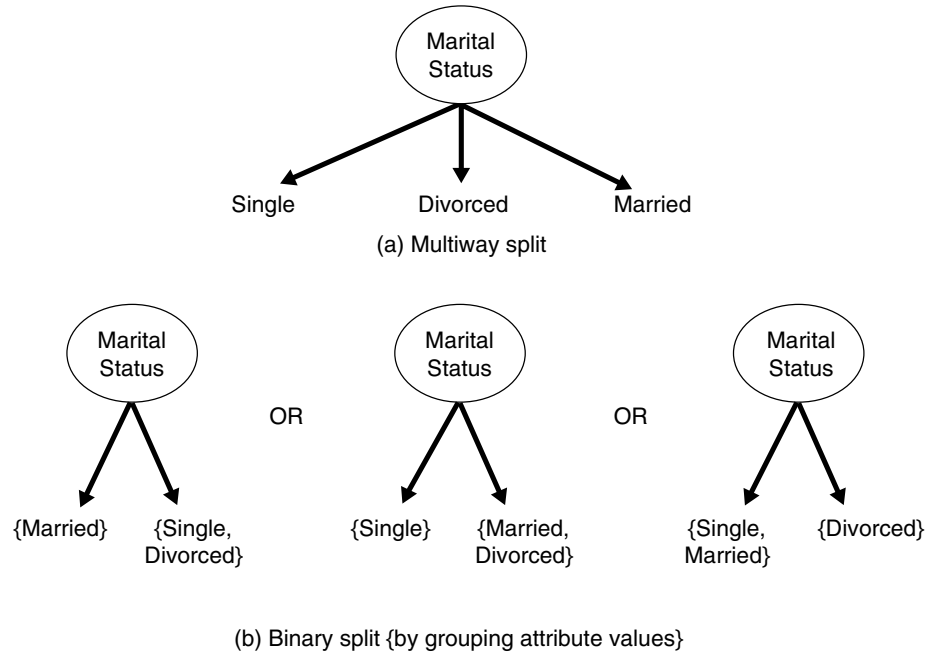 Marital
Status
Single
Divorced
Married
(a) Multiway split
Marital
Status
OR
Marital
Status
OR
Marital
Status
{Married}
{Single,
Divorced}
{Single}
{Married,
Divorced}
{Single,
Married}
{Divorced}
(b) Binary split {by grouping attribute values}